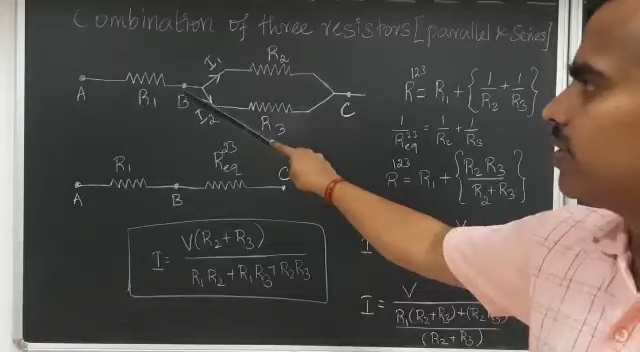 Combination of three resistors [parallel & Series]
A R₁ B I₁ I₂ R₂ R₃ C
A R₁ B R²³eq C
I = V(R₂ + R₃) / R₁R₂ + R₁R₃ + R₂R₃
R¹²³ = R₁ + {1/R₂ + 1/R₃}
1/R²³eq = 1/R₂ + 1/R₃
R¹²³ = R₁ + {R₂R₃ / R₂ + R₃}
I V
I = V / R₁(R₂ + R₃) + (R₂R₃) / (R₂ + R₃)